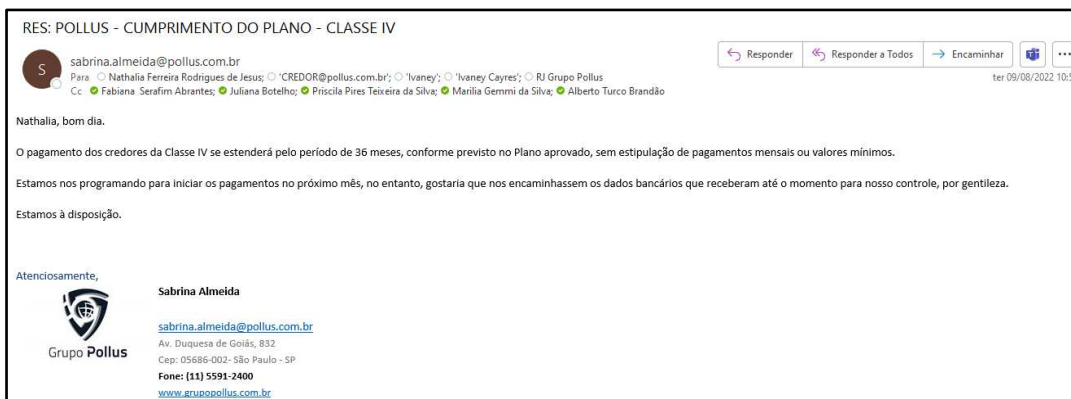 RES: POLLUS - CUMPRIMENTO DO PLANO - CLASSE IV
S
sabrina.almeida@pollus.com.br
Para Nathalia Ferreira Rodrigues de Jesus; 'CREDOR@pollus.com.br'; 'Ivaney'; 'Ivaney Cayres'; RJ Grupo Pollus
Cc Fabiana Serafim Abrantes; Juliana Botelho; Priscila Pires Teixeira da Silva; Marilia Gemmi da Silva; Alberto Turco Brandão
Responder
Responder a Todos
Encaminhar
ter 09/08/2022
Nathalia, bom dia.
O pagamento dos credores da Classe IV se estenderá pelo período de 36 meses, conforme previsto no Plano aprovado, sem estipulação de pagamentos mensais ou valores mínimos.
Estamos nos programando para iniciar os pagamentos no próximo mês, no entanto, gostaria que nos encaminhassem os dados bancários que receberam até o momento para nosso controle, por gentileza.
Estamos à disposição.
Atenciosamente,
Grupo Pollus
Sabrina Almeida
sabrina.almeida@pollus.com.br
Av. Duquesa de Goiás, 832
Cep: 05686-002- São Paulo - SP
Fone: (11) 5591-2400
www.grupopollus.com.br